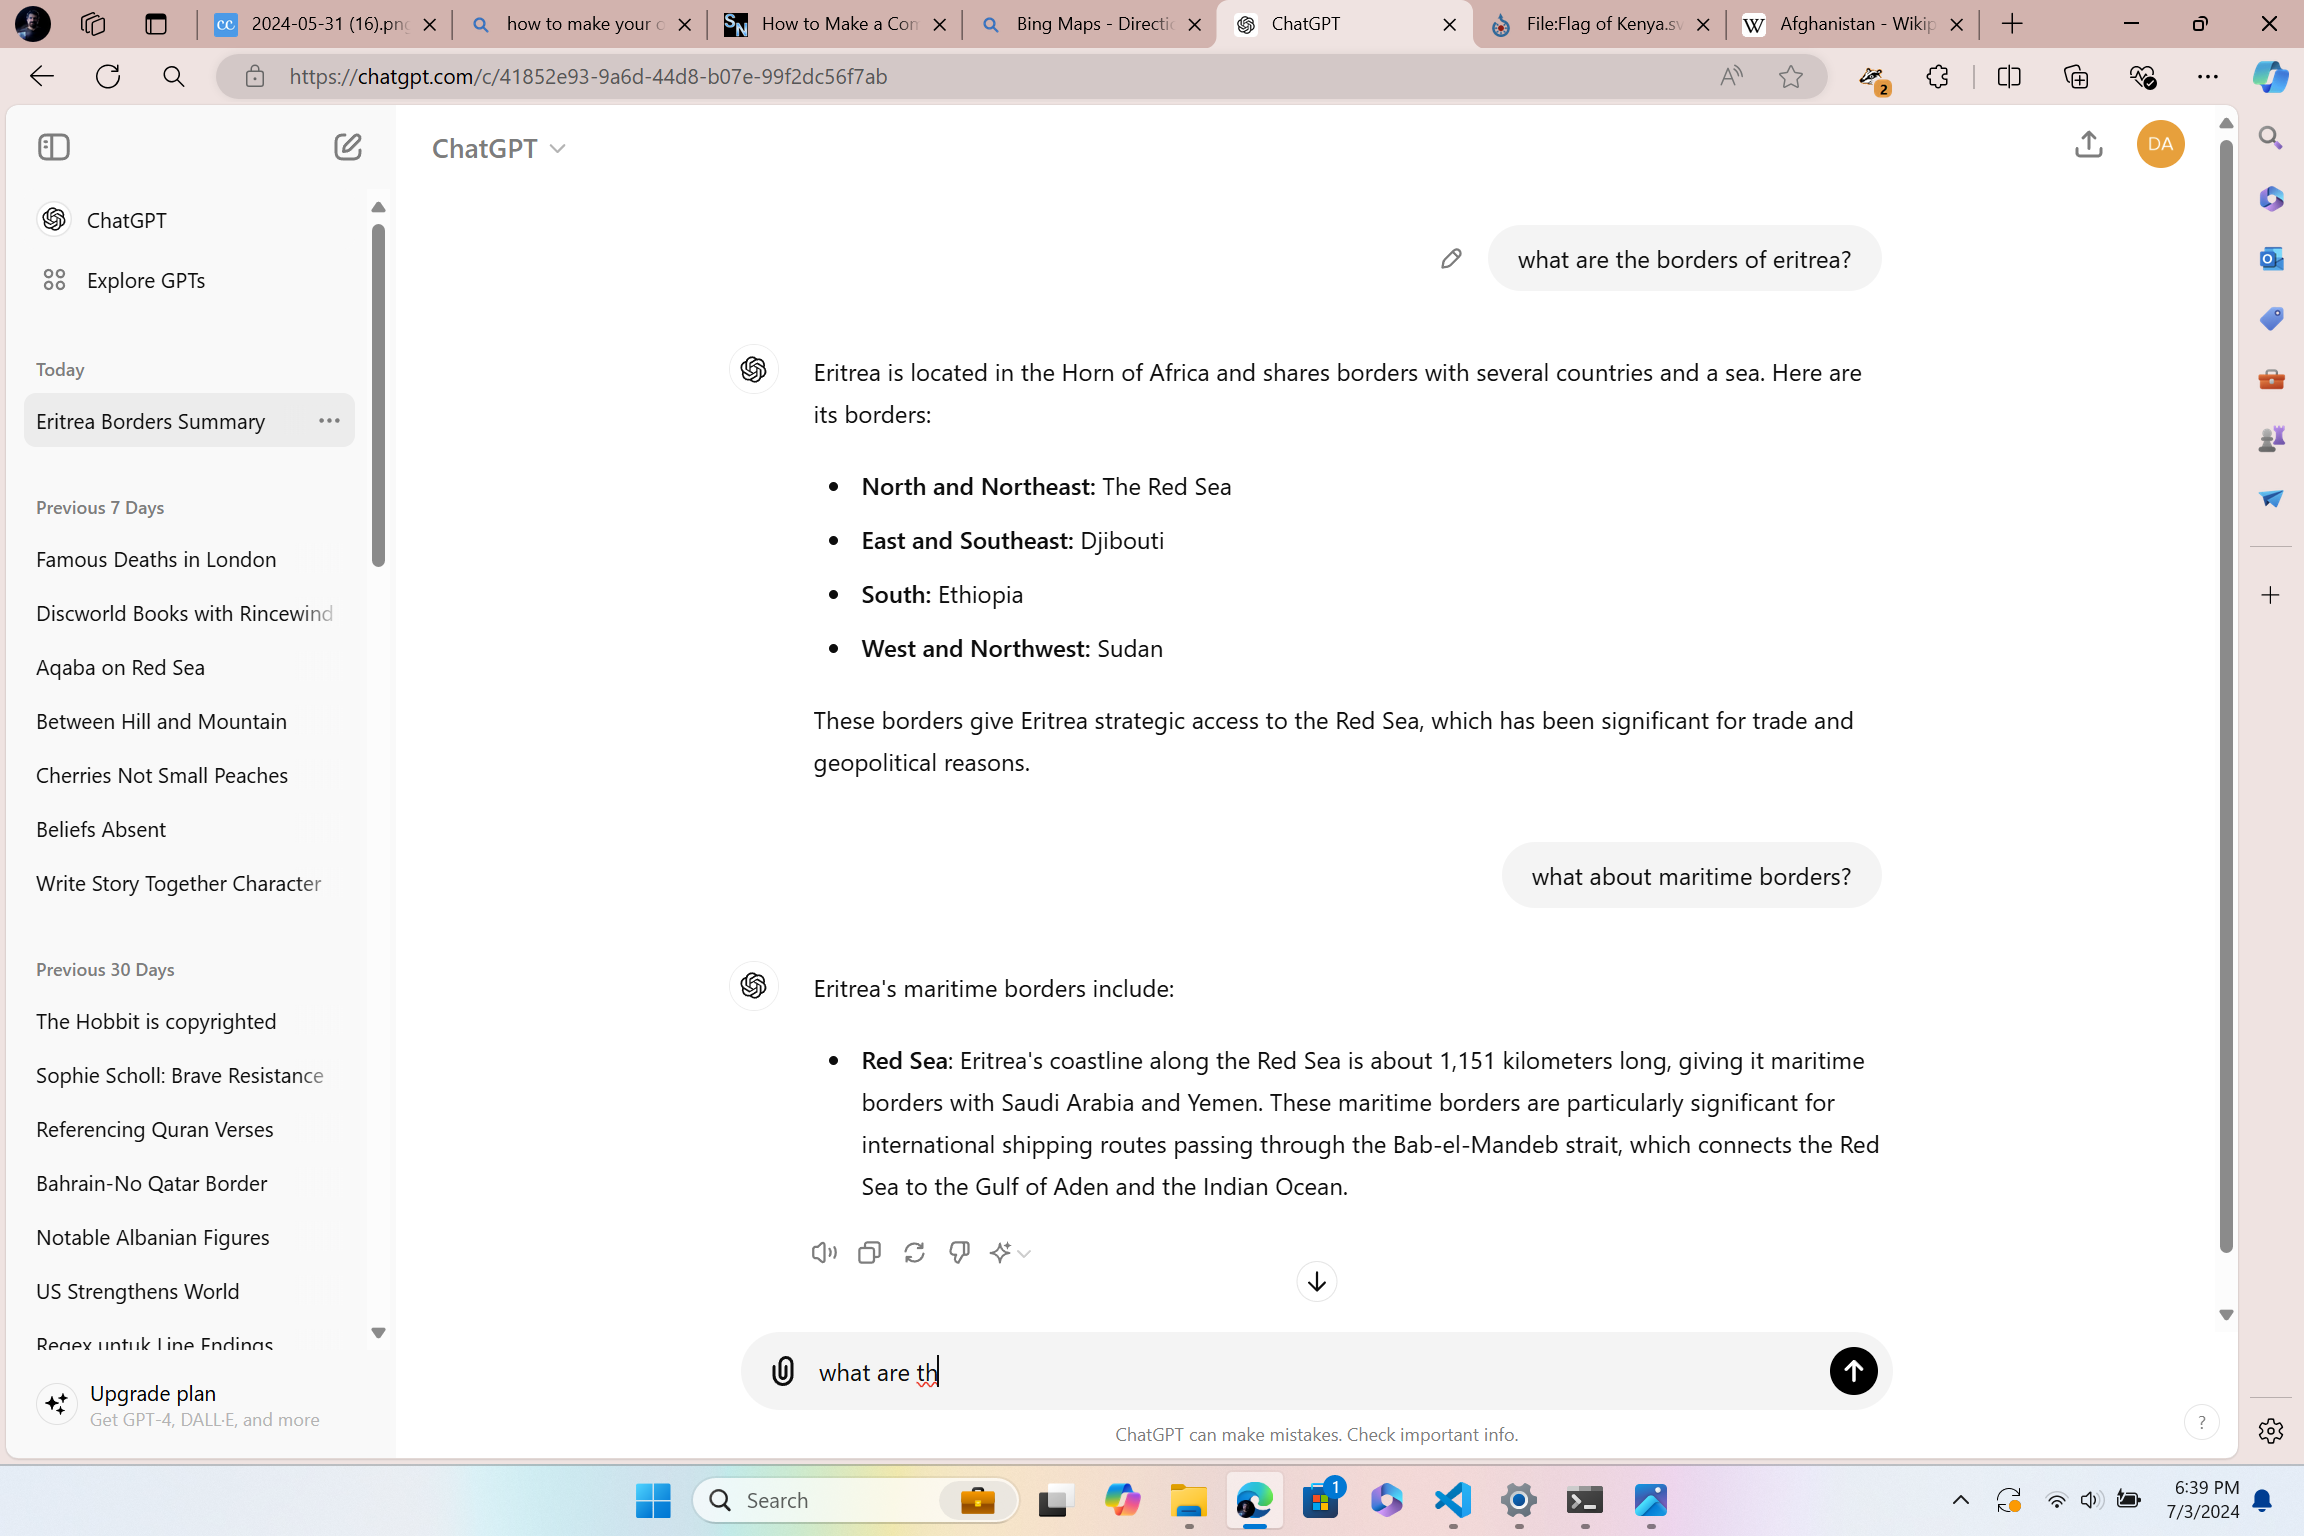 2024-05-31 (16).png
how to make your o
How to Make a Com
Bing Maps - Directi
ChatGPT
File:Flag of Kenya.sv
Afghanistan - Wikip
https://chatgpt.com/c/41852e93-9a6d-44d8-b07e-99f2dc56f7ab
2
ChatGPT
DA
ChatGPT
Explore GPTs
Today
Eritrea Borders Summary
Previous 7 Days
Famous Deaths in London
Discworld Books with Rincewind
Aqaba on Red Sea
Between Hill and Mountain
Cherries Not Small Peaches
Beliefs Absent
Write Story Together Character
Previous 30 Days
The Hobbit is copyrighted
Sophie Scholl: Brave Resistance
Referencing Quran Verses
Bahrain-No Qatar Border
Notable Albanian Figures
US Strengthens World
Regex untuk Line Endings
Upgrade plan
Get GPT-4, DALL·E, and more
what are the borders of eritrea?
Eritrea is located in the Horn of Africa and shares borders with several countries and a sea. Here are
its borders:
North and Northeast: The Red Sea
East and Southeast: Djibouti
South: Ethiopia
West and Northwest: Sudan
These borders give Eritrea strategic access to the Red Sea, which has been significant for trade and
geopolitical reasons.
what about maritime borders?
Eritrea's maritime borders include:
Red Sea: Eritrea's coastline along the Red Sea is about 1,151 kilometers long, giving it maritime
borders with Saudi Arabia and Yemen. These maritime borders are particularly significant for
international shipping routes passing through the Bab-el-Mandeb strait, which connects the Red
Sea to the Gulf of Aden and the Indian Ocean.
what are th
ChatGPT can make mistakes. Check important info.
?
Search
1
6:39 PM
7/3/2024